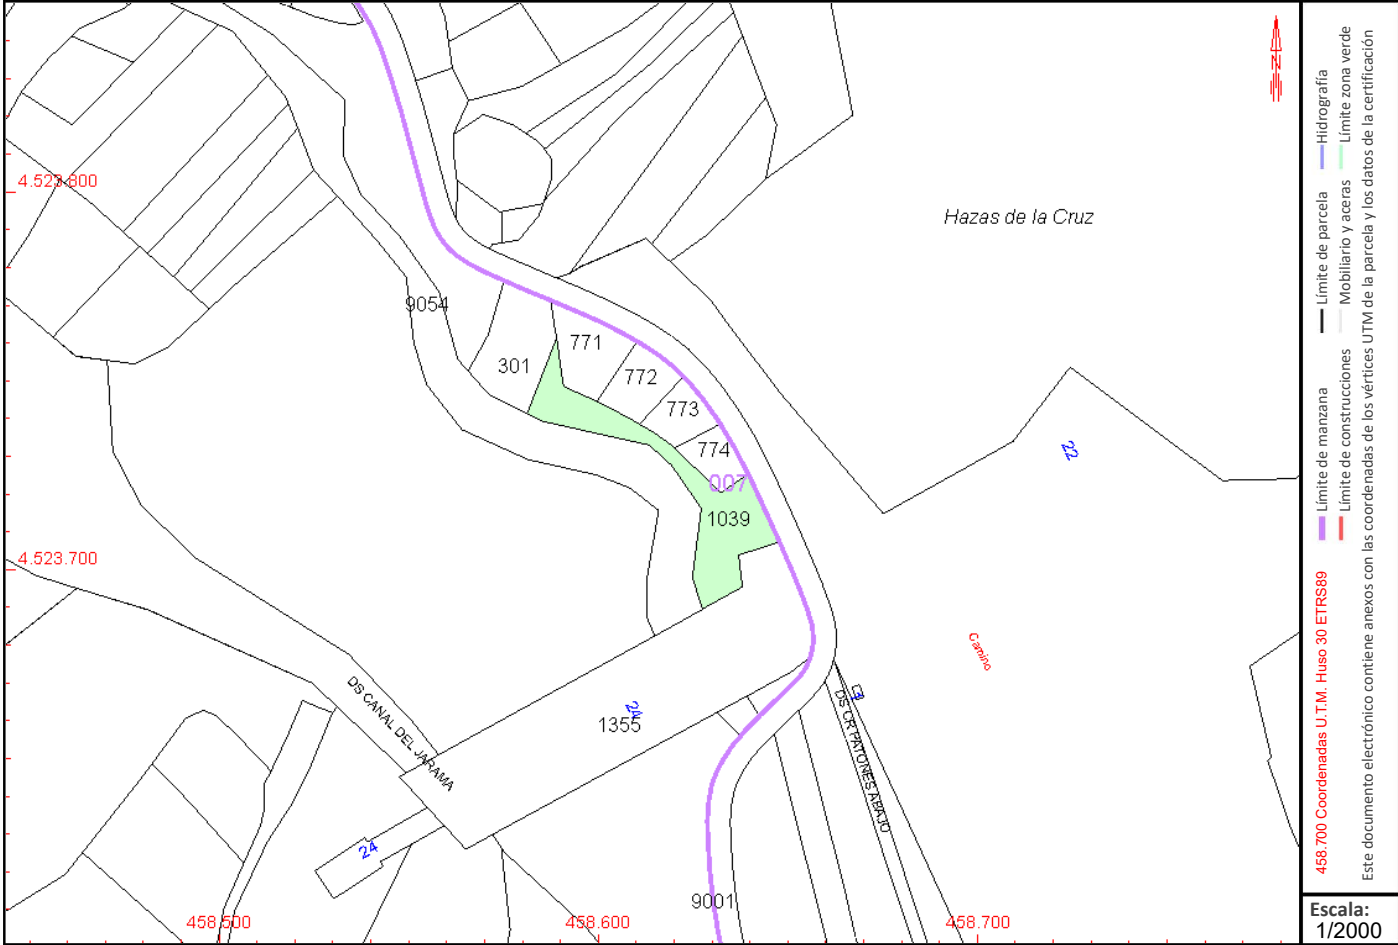 4.523.800
Hazas de la Cruz
9054
771
301
772
773
774
22
007
1039
4.523.700
Camino
DS CANAL DEL JARAMA
24
1355
DS CR PATONES ABAJO
24
9001
458.500
458.600
458.700
N
Hidrografía
Límite zona verde
Límite de parcela
Mobiliario y aceras
Límite de manzana
Límite de construcciones
458.700 Coordenadas U.T.M. Huso 30 ETRS89
Este documento electrónico contiene anexos con las coordenadas de los vértices UTM de la parcela y los datos de la certificación
Escala:
1/2000